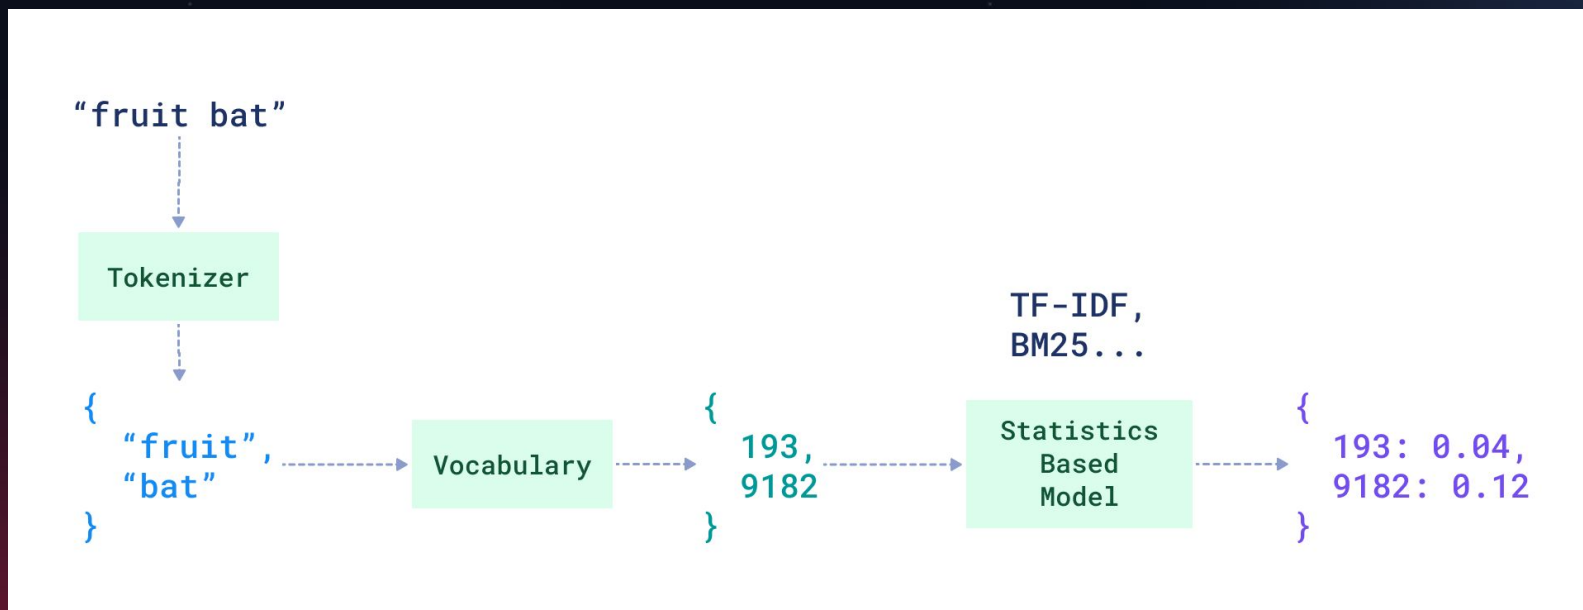 “fruit bat”
Tokenizer
{
“fruit”,
“bat”
}
Vocabulary
{
193,
9182
}
TF-IDF,
BM25...
Statistics
Based
Model
{
193: 0.04,
9182: 0.12
}